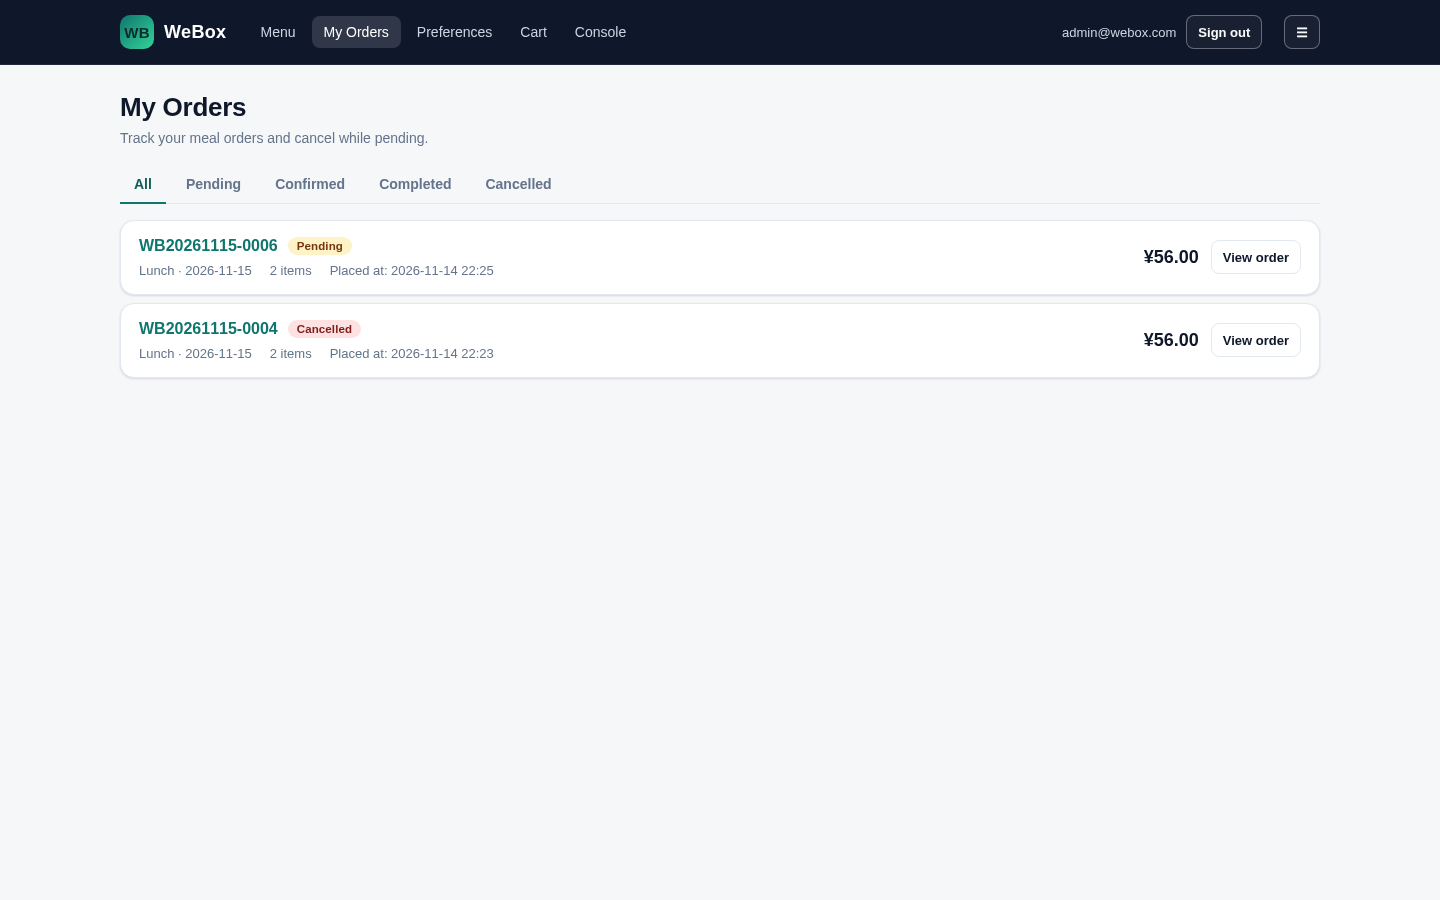 WB WeBox Menu My Orders Preferences Cart Console admin@webox.com Sign out ☰
My Orders
Track your meal orders and cancel while pending.
All Pending Confirmed Completed Cancelled
WB20261115-0006 Pending
Lunch · 2026-11-15 2 items Placed at: 2026-11-14 22:25
¥56.00 View order
WB20261115-0004 Cancelled
Lunch · 2026-11-15 2 items Placed at: 2026-11-14 22:23
¥56.00 View order